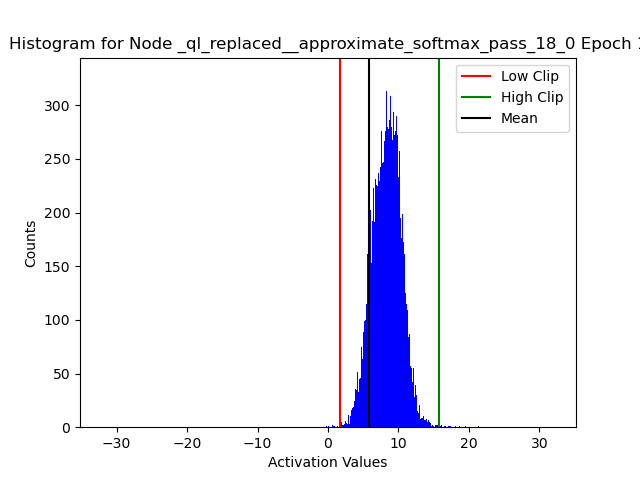 Histogram for Node _ql_replaced__approximate_softmax_pass_18_0 Epoch
Low Clip
High Clip
Mean
Counts
300
250
200
150
100
50
0
−30
−20
−10
0
10
20
30
Activation Values